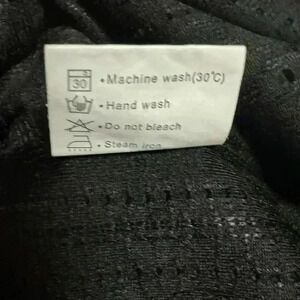 30 • Machine wash(30℃)
• Hand wash
• Do not bleach
• Steam iron